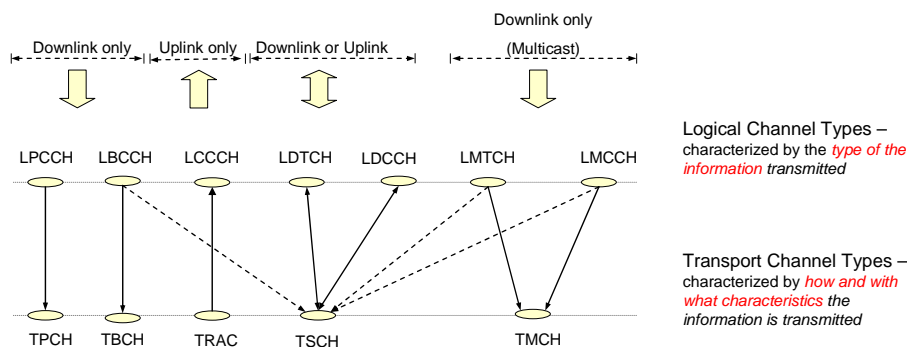 Downlink only
(Multicast)
Downlink only
Uplink only
Downlink or Uplink
LPCCH
LBCCH
LCCCH
LDTCH
LDCCH
LMTCH
LMCCH
Logical Channel Types –
characterized by the type of the
information transmitted
TPCH
TBCH
TRAC
TSCH
TMCH
Transport Channel Types –
characterized by how and with
what characteristics the
information is transmitted